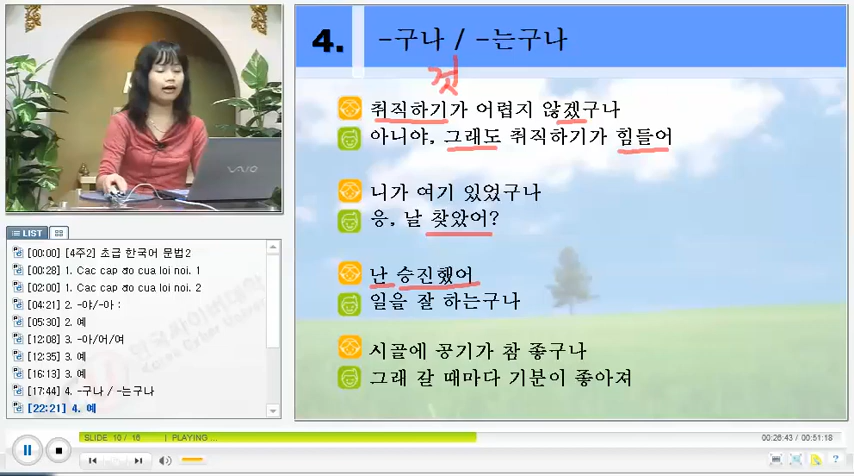 4.
-구나 / -는구나
것
취직하기가 어렵지 않겠구나
아니야, 그래도 취직하기가 힘들어
니가 여기 있었구나
응, 날 찾았어?
난 승진했어
일을 잘 하는구나
시골에 공기가 참 좋구나
그래 갈 때마다 기분이 좋아져
VAIO
LIST
[00:00] [4주2] 초급 한국어 문법2
[00:28] 1. Cac cap do cua loi noi. 1
[02:00] 1. Cac cap do cua loi noi. 2
[04:21] 2. -야/-아 :
[05:30] 2. 예
[12:08] 3. -아/어/여
[12:35] 3. 예
[16:13] 3. 예
[17:44] 4. -구나 / -는구나
[22:21] 4. 예
SLIDE 10 / 16 | PLAYING ...
00:26:43 / 00:51:18